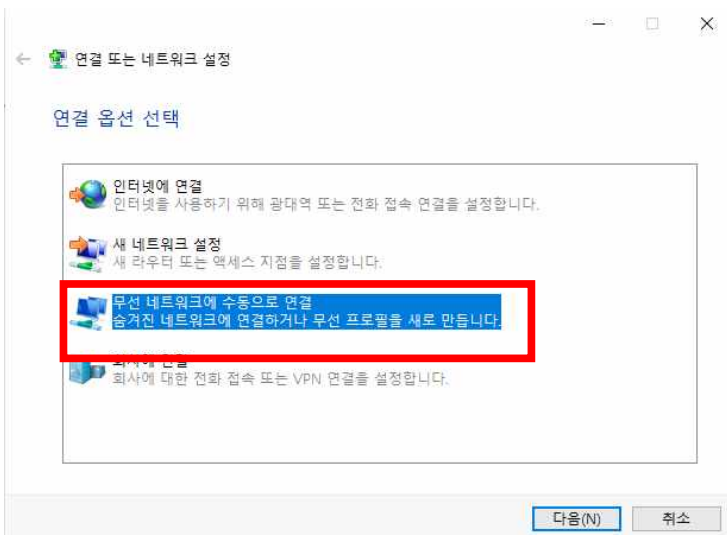 연결 또는 네트워크 설정
연결 옵션 선택
인터넷에 연결
인터넷을 사용하기 위해 광대역 또는 전화 접속 연결을 설정합니다.
새 네트워크 설정
새 라우터 또는 액세스 지점을 설정합니다.
무선 네트워크에 수동으로 연결
숨겨진 네트워크에 연결하거나 무선 프로필을 새로 만듭니다.
회사에 연결
회사에 대한 전화 접속 또는 VPN 연결을 설정합니다.
다음(N)
취소